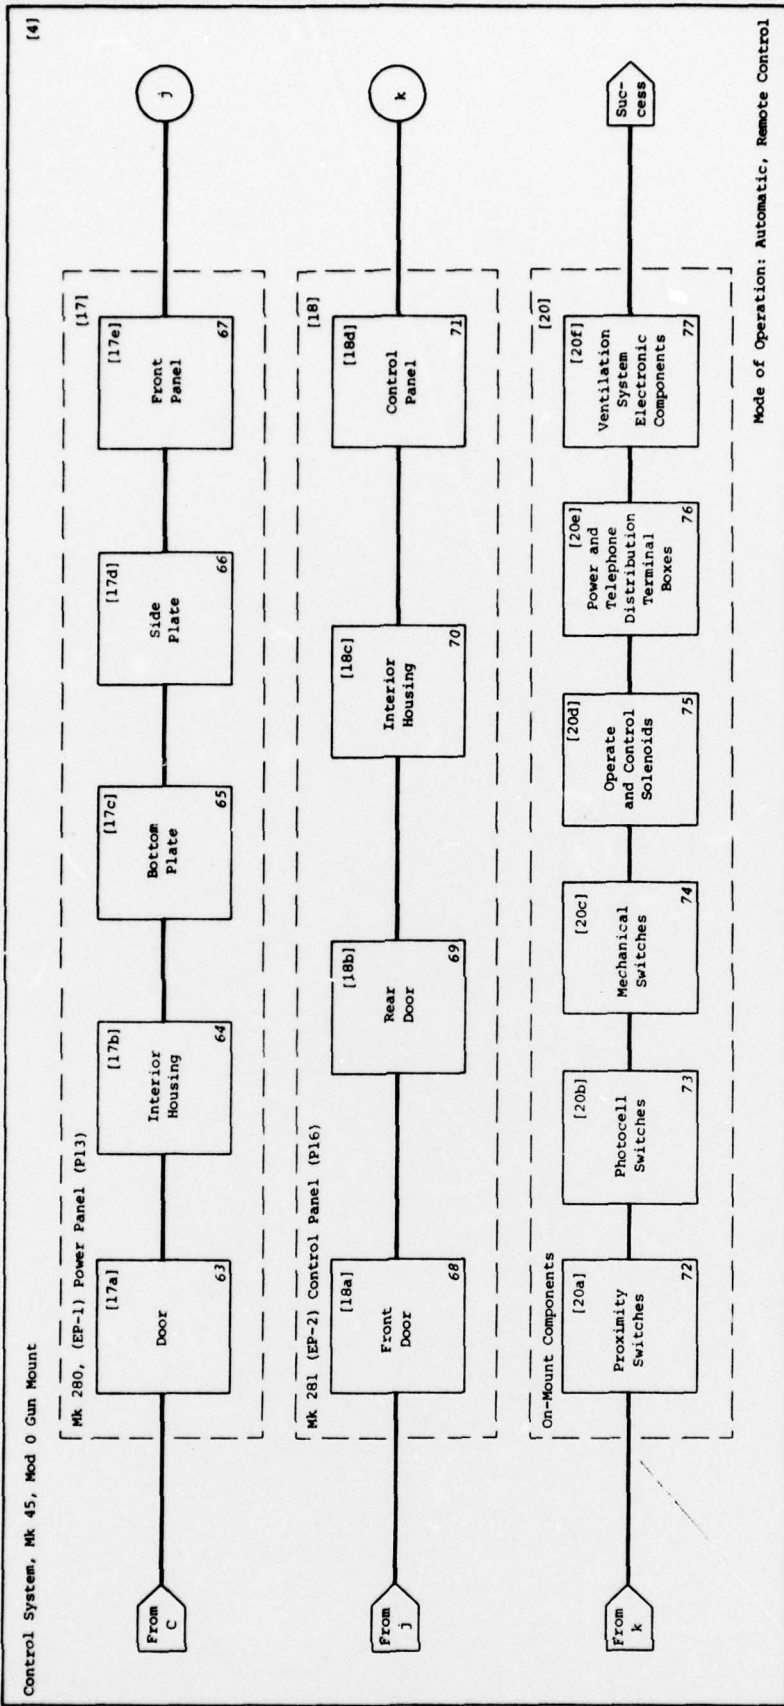 Control System, Mk 45, Mod 0 Gun Mount
[4]
From
C
Mk 280, (EP-1) Power Panel (P13)
[17]
[17a]
Door
63
[17b]
Interior
Housing
64
[17c]
Bottom
Plate
65
[17d]
Side
Plate
66
[17e]
Front
Panel
67
j
From
j
Mk 281 (EP-2) Control Panel (P16)
[18]
[18a]
Front
Door
68
[18b]
Rear
Door
69
[18c]
Interior
Housing
70
[18d]
Control
Panel
71
k
From
k
On-Mount Components
[20]
[20a]
Proximity
Switches
72
[20b]
Photocell
Switches
73
[20c]
Mechanical
Switches
74
[20d]
Operate
and Control
Solenoids
75
[20e]
Power and
Telephone
Distribution
Terminal
Boxes
76
[20f]
Ventilation
System
Electronic
Components
77
Suc-
cess
Mode of Operation: Automatic, Remote Control